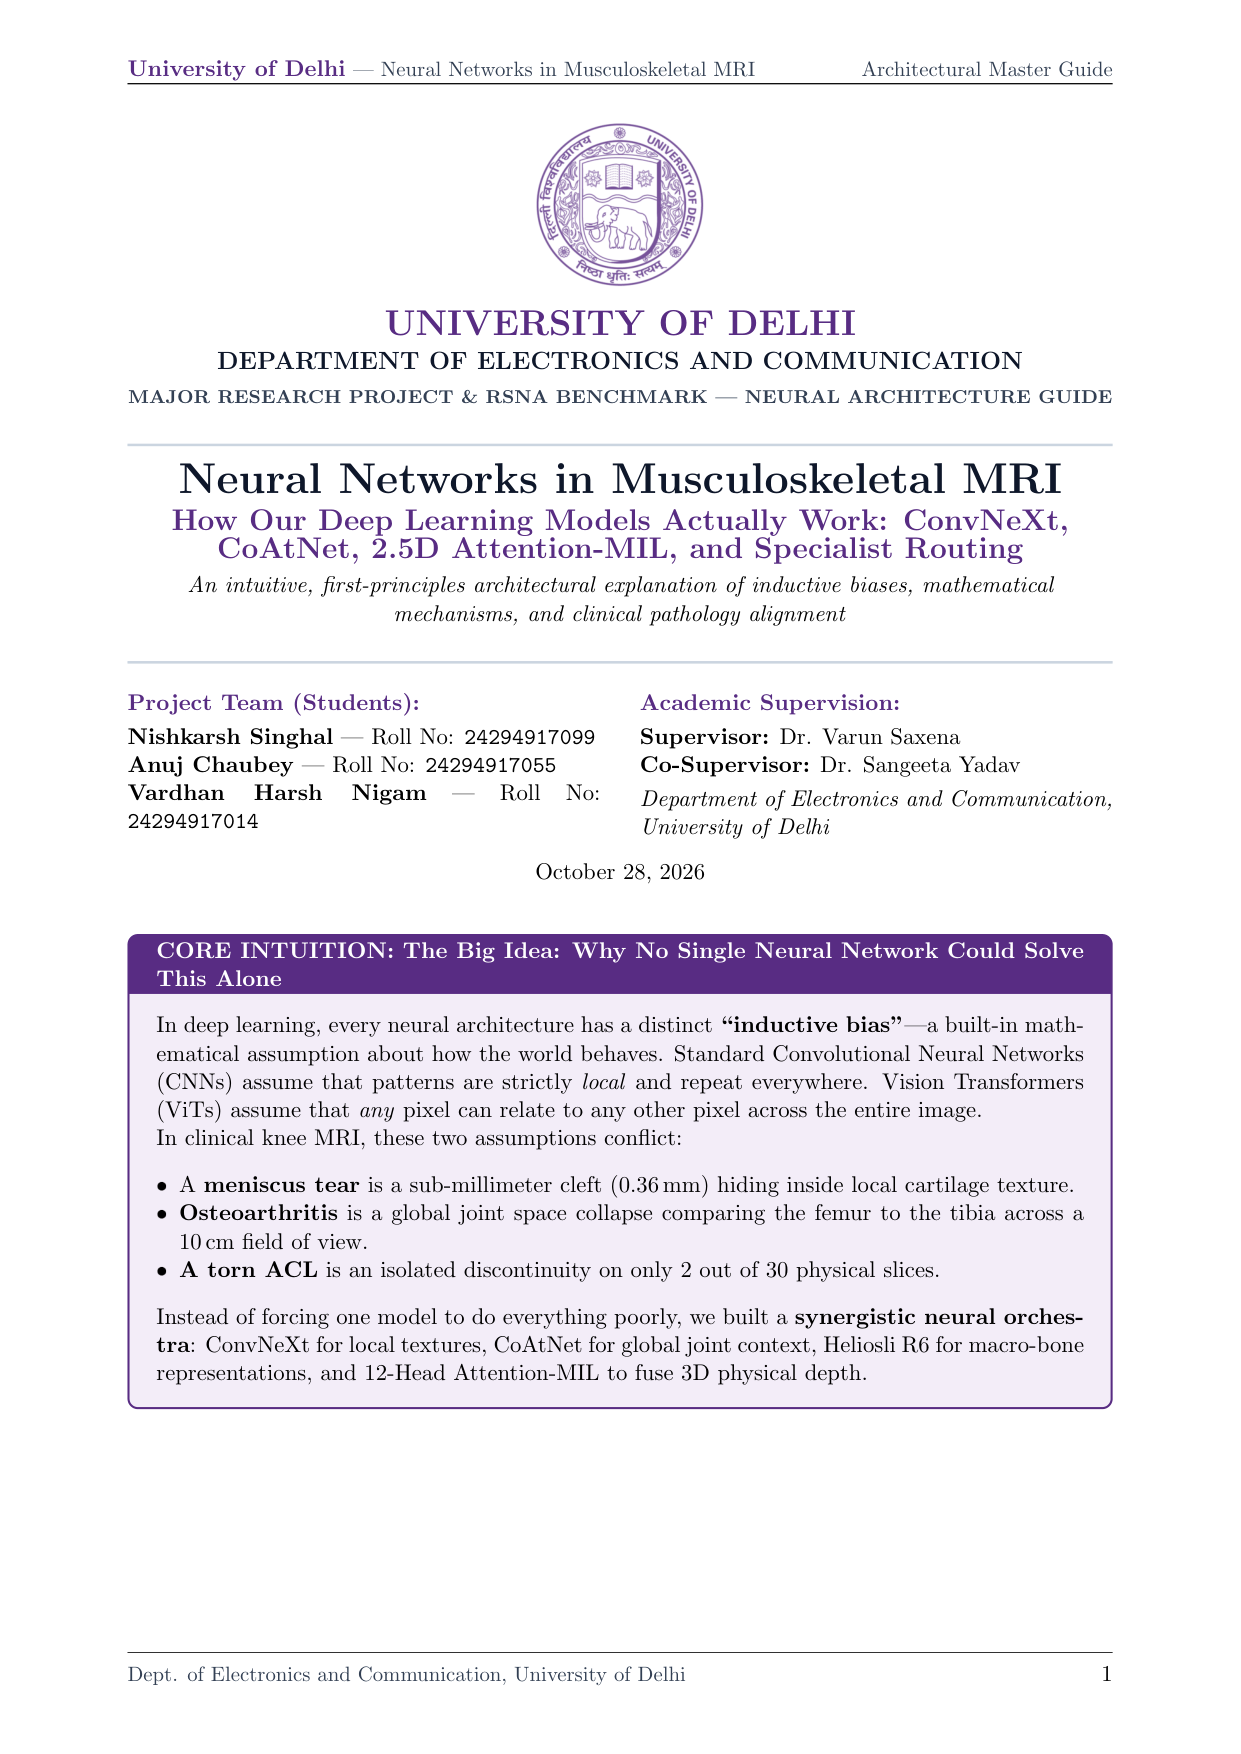 University of Delhi — Neural Networks in Musculoskeletal MRI Architectural Master Guide
दिल्ली विश्वविद्यालय UNIVERSITY OF DELHI
निष्ठा धृतिः सत्यम्
UNIVERSITY OF DELHI
DEPARTMENT OF ELECTRONICS AND COMMUNICATION
MAJOR RESEARCH PROJECT & RSNA BENCHMARK — NEURAL ARCHITECTURE GUIDE
Neural Networks in Musculoskeletal MRI
How Our Deep Learning Models Actually Work: ConvNeXt,
CoAtNet, 2.5D Attention-MIL, and Specialist Routing
An intuitive, first-principles architectural explanation of inductive biases, mathematical
mechanisms, and clinical pathology alignment
Project Team (Students):
Nishkarsh Singhal — Roll No: 24294917099
Anuj Chaubey — Roll No: 24294917055
Vardhan Harsh Nigam — Roll No:
24294917014
Academic Supervision:
Supervisor: Dr. Varun Saxena
Co-Supervisor: Dr. Sangeeta Yadav
Department of Electronics and Communication,
University of Delhi
October 28, 2026
CORE INTUITION: The Big Idea: Why No Single Neural Network Could Solve
This Alone
In deep learning, every neural architecture has a distinct “inductive bias”—a built-in math-
ematical assumption about how the world behaves. Standard Convolutional Neural Networks
(CNNs) assume that patterns are strictly local and repeat everywhere. Vision Transformers
(ViTs) assume that any pixel can relate to any other pixel across the entire image.
In clinical knee MRI, these two assumptions conflict:
• A meniscus tear is a sub-millimeter cleft (0.36 mm) hiding inside local cartilage texture.
• Osteoarthritis is a global joint space collapse comparing the femur to the tibia across a
10 cm field of view.
• A torn ACL is an isolated discontinuity on only 2 out of 30 physical slices.
Instead of forcing one model to do everything poorly, we built a synergistic neural orches-
tra: ConvNeXt for local textures, CoAtNet for global joint context, Heliosli R6 for macro-bone
representations, and 12-Head Attention-MIL to fuse 3D physical depth.
Dept. of Electronics and Communication, University of Delhi 1